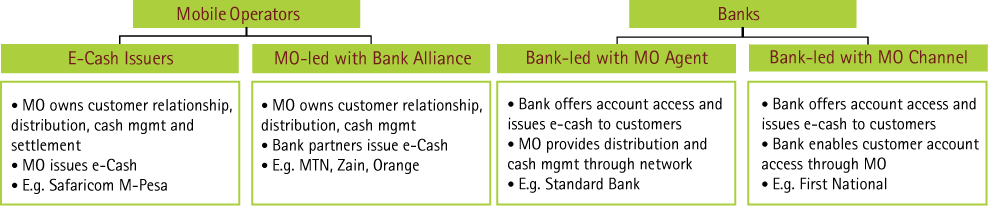 Mobile Operators
Banks
E-Cash Issuers
MO-led with Bank Alliance
Bank-led with MO Agent
Bank-led with MO Channel
• MO owns customer relationship,
distribution, cash mgmt and
settlement
• MO issues e-Cash
• E.g. Safaricom M-Pesa
• MO owns customer relationship,
distribution, cash mgmt
• Bank partners issue e-Cash
• E.g. MTN, Zain, Orange
• Bank offers account access and
issues e-cash to customers
• MO provides distribution and
cash mgmt through network
• E.g. Standard Bank
• Bank offers account access and
issues e-cash to customers
• Bank enables customer account
access through MO
• E.g. First National